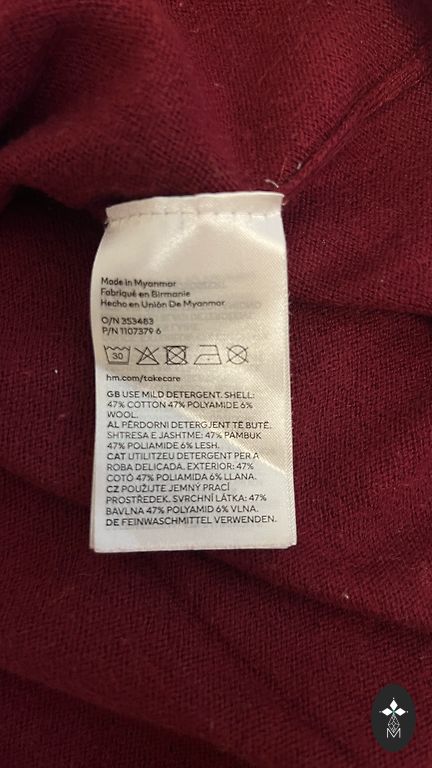 Made in Myanmar
Fabriqué en Birmanie
Hecho en Unión De Myanmar
O/N 353483
P/N 1107379 6
30
hm.com/takecare
GB USE MILD DETERGENT. SHELL:
47% COTTON 47% POLYAMIDE 6%
WOOL.
AL PËRDORNI DETERGJENT TË BUTË.
SHTRESA E JASHTME: 47% PAMBUK
47% POLIAMIDE 6% LESH.
CAT UTILITZEU DETERGENT PER A
ROBA DELICADA. EXTERIOR: 47%
COTÓ 47% POLIAMIDA 6% LLANA.
CZ POUŽIJTE JEMNÝ PRACÍ
PROSTŘEDEK. SVRCHNÍ LÁTKA: 47%
BAVLNA 47% POLYAMID 6% VLNA.
DE FEINWASCHMITTEL VERWENDEN.
M